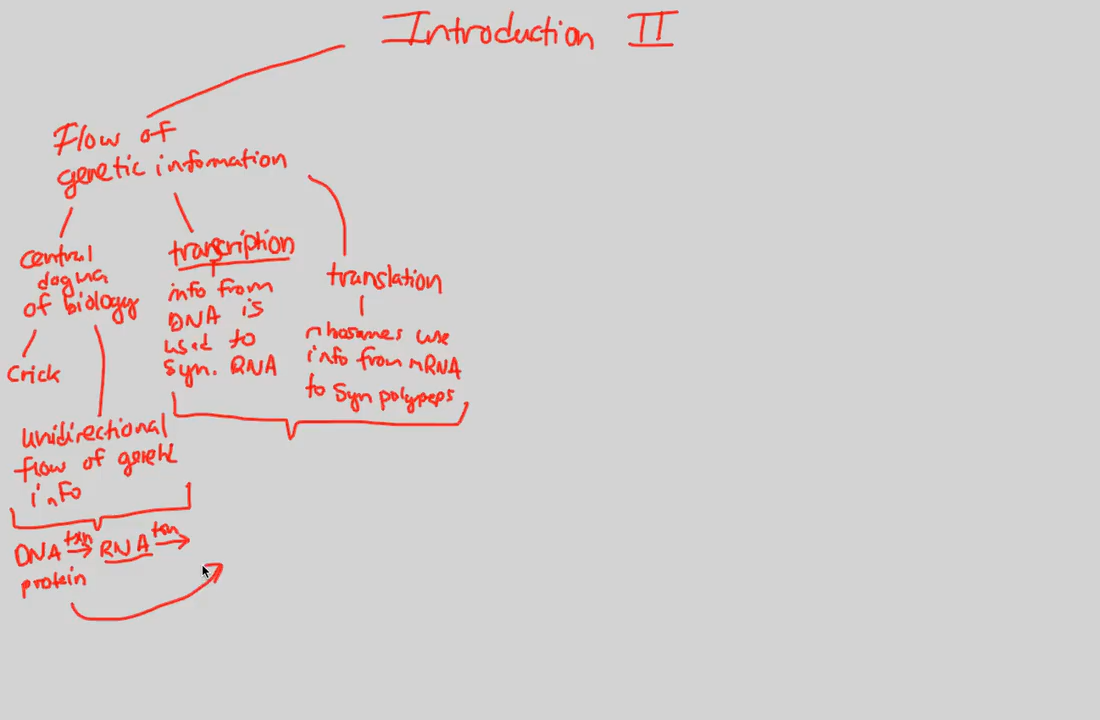 Introduction II
Flow of
genetic information
central
dogma
of biology
Crick
unidirectional
flow of genetic
info
DNA txn→ RNA tsn→
protein
transcription
info from
DNA is
used to
syn. RNA
translation
ribosomes use
info from mRNA
to syn polypeps